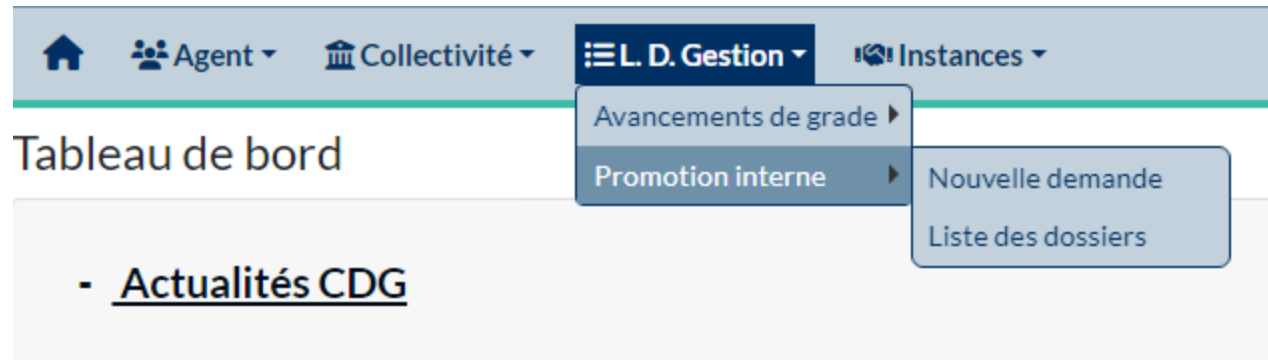 Agent Collectivité L. D. Gestion Instances
Avancements de grade
Tableau de bord
Promotion interne
Nouvelle demande
Liste des dossiers
- Actualités CDG